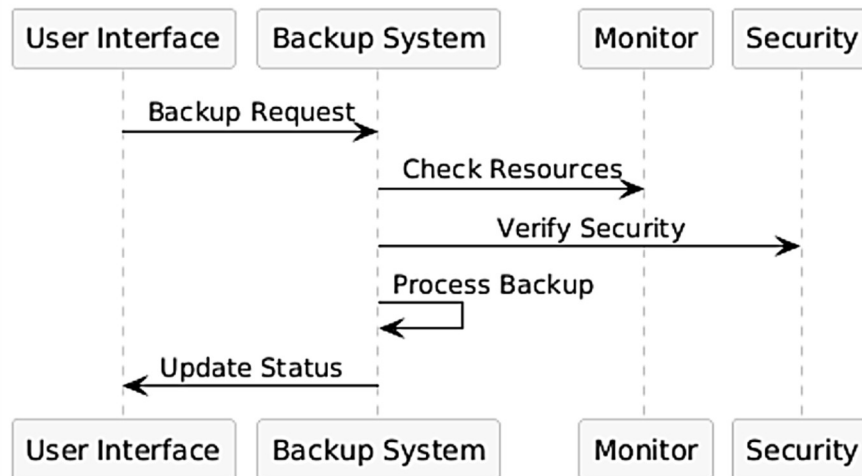 User Interface Backup System Monitor Security
Backup Request
Check Resources
Verify Security
Process Backup
Update Status
User Interface Backup System Monitor Security